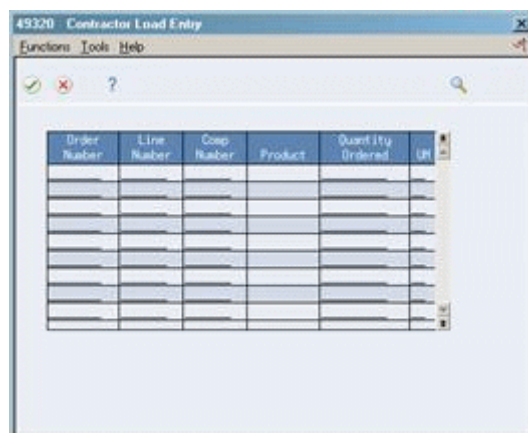 49320 Contractor Load Entry
Functions Tools Help
?
Order Number Line Number Comp Number Product Quantity Ordered UM